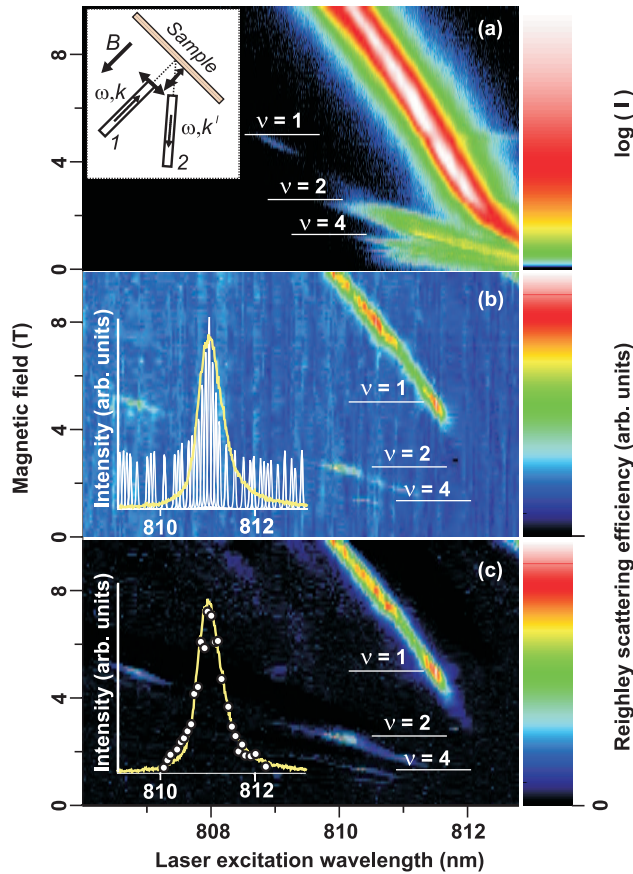 (a)
Sample
B
ω,k
ω,k'
1
2
ν = 1
ν = 2
ν = 4
8
4
0
log( I )
(b)
Intensity (arb. units)
810
812
ν = 1
ν = 2
ν = 4
8
4
0
Magnetic field (T)
(c)
Intensity (arb. units)
810
812
ν = 1
ν = 2
ν = 4
8
4
0
0
Reighley scattering efficiency (arb. units)
808
810
812
Laser excitation wavelength (nm)